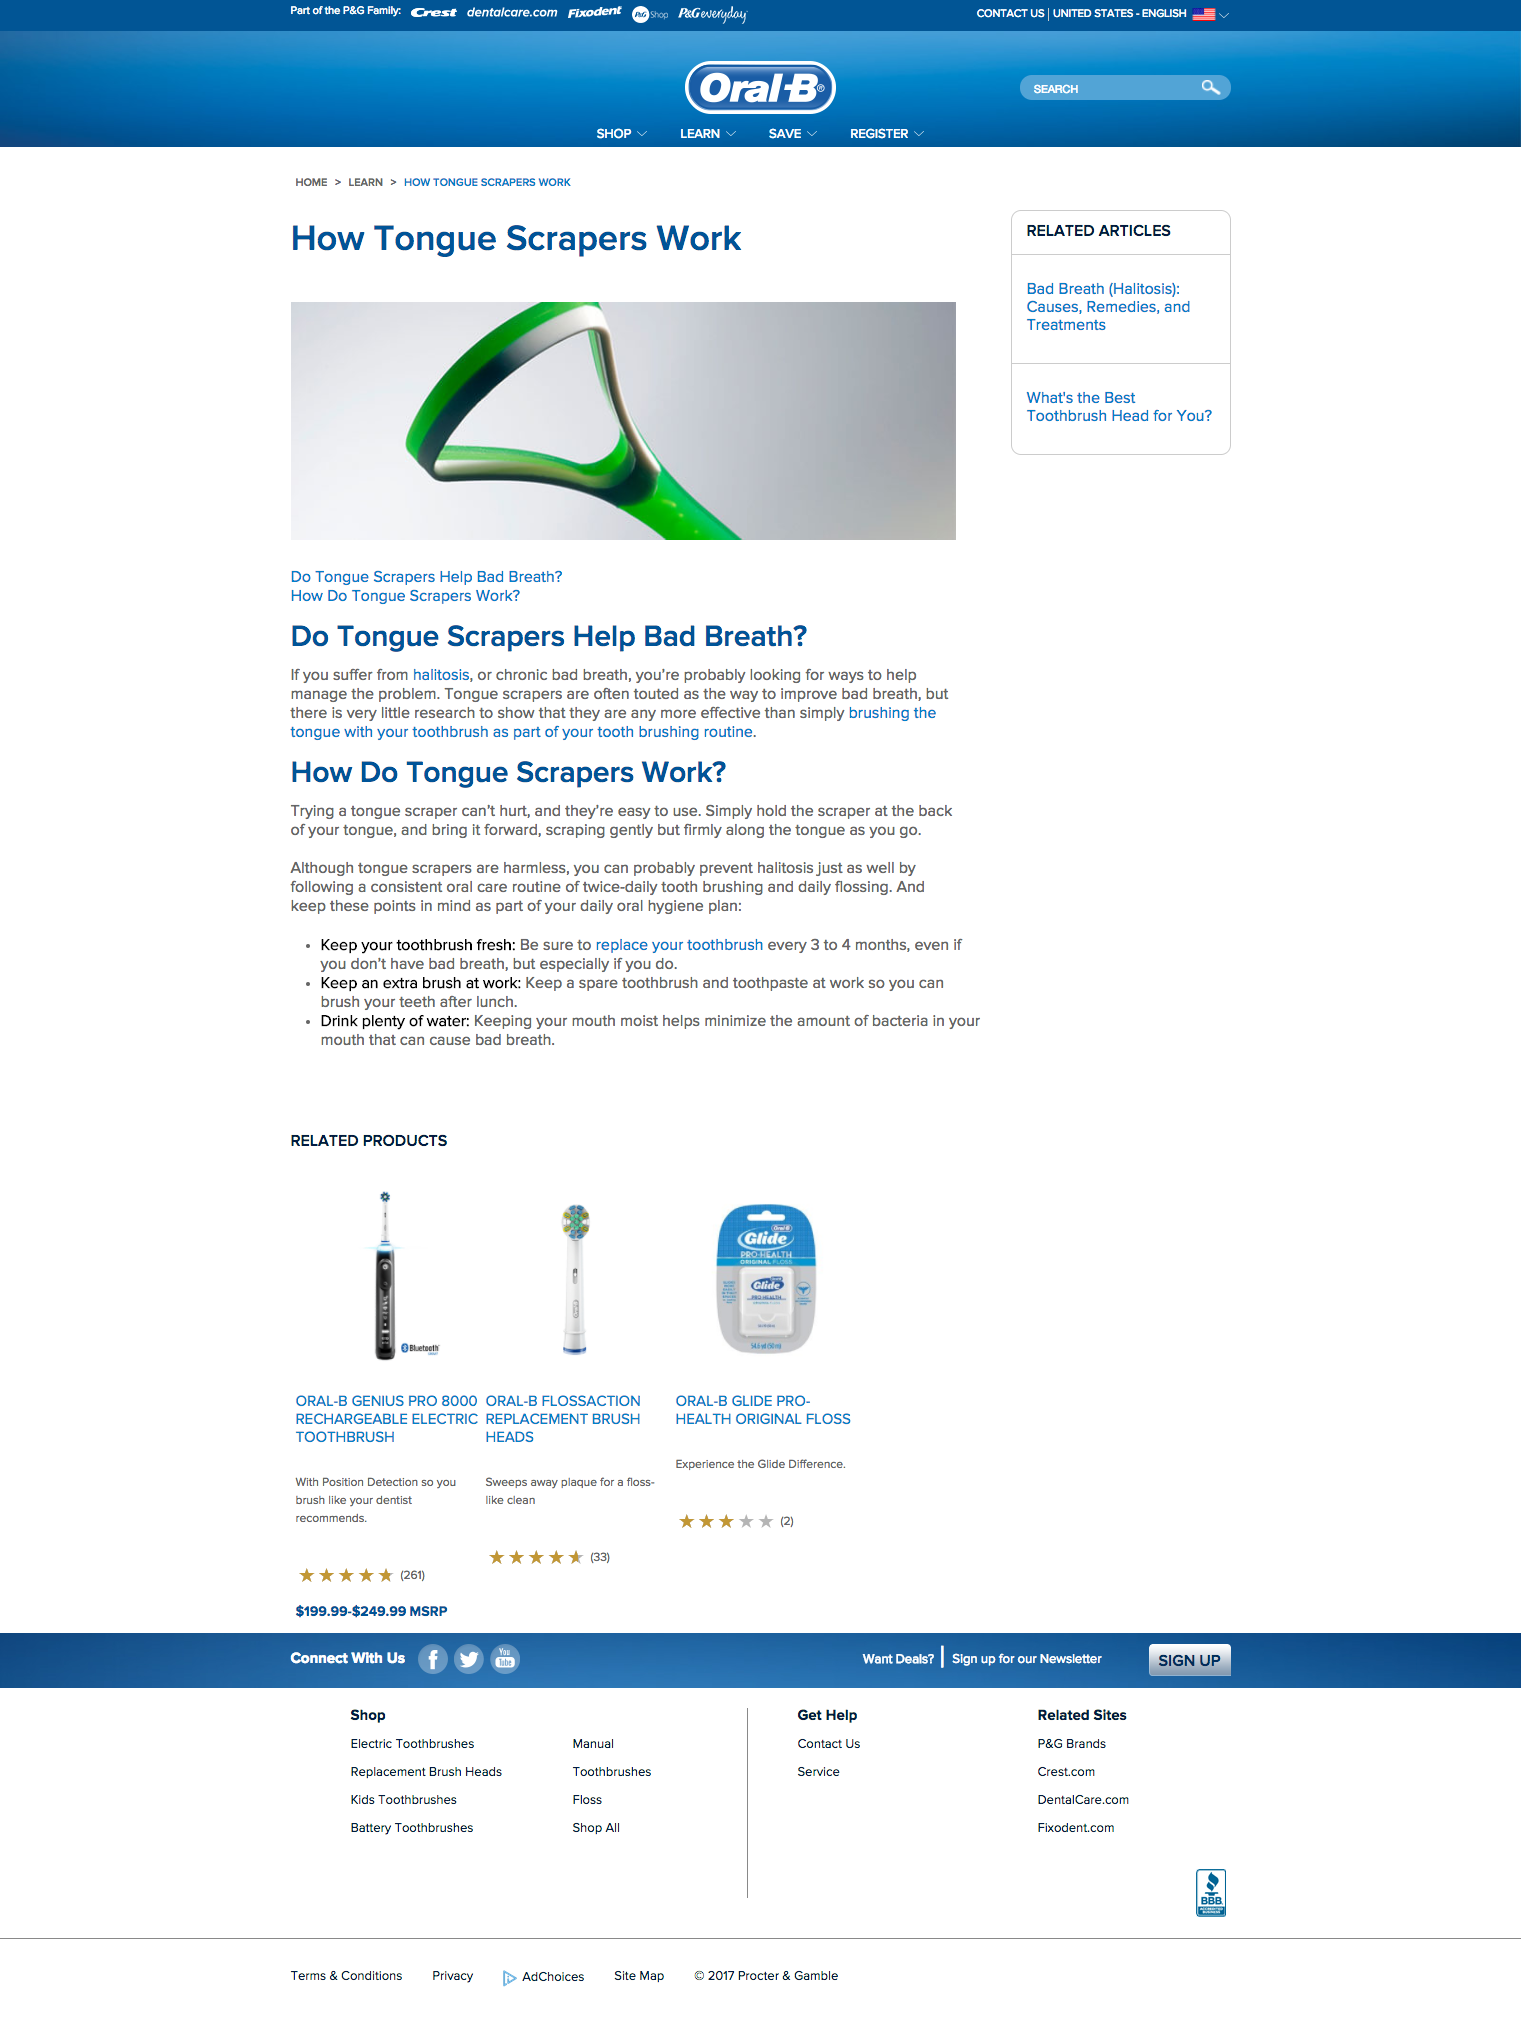 Part of the P&G Family: Crest dentalcare.com Fixodent P&G Shop P&G everyday
CONTACT US | UNITED STATES - ENGLISH
Oral-B®
SEARCH
SHOP LEARN SAVE REGISTER
HOME > LEARN > HOW TONGUE SCRAPERS WORK
How Tongue Scrapers Work
RELATED ARTICLES
Bad Breath (Halitosis):
Causes, Remedies, and
Treatments
What's the Best
Toothbrush Head for You?
Do Tongue Scrapers Help Bad Breath?
How Do Tongue Scrapers Work?
Do Tongue Scrapers Help Bad Breath?
If you suffer from halitosis, or chronic bad breath, you're probably looking for ways to help
manage the problem. Tongue scrapers are often touted as the way to improve bad breath, but
there is very little research to show that they are any more effective than simply brushing the
tongue with your toothbrush as part of your tooth brushing routine.
How Do Tongue Scrapers Work?
Trying a tongue scraper can't hurt, and they're easy to use. Simply hold the scraper at the back
of your tongue, and bring it forward, scraping gently but firmly along the tongue as you go.
Although tongue scrapers are harmless, you can probably prevent halitosis just as well by
following a consistent oral care routine of twice-daily tooth brushing and daily flossing. And
keep these points in mind as part of your daily oral hygiene plan:
• Keep your toothbrush fresh: Be sure to replace your toothbrush every 3 to 4 months, even if
you don't have bad breath, but especially if you do.
• Keep an extra brush at work: Keep a spare toothbrush and toothpaste at work so you can
brush your teeth after lunch.
• Drink plenty of water: Keeping your mouth moist helps minimize the amount of bacteria in your
mouth that can cause bad breath.
RELATED PRODUCTS
Bluetooth
Oral-B
Glide
PRO-HEALTH
ORIGINAL FLOSS
Glide
PRO-HEALTH
ORAL-B GENIUS PRO 8000
RECHARGEABLE ELECTRIC
TOOTHBRUSH
With Position Detection so you
brush like your dentist
recommends.
(261)
$199.99-$249.99 MSRP
ORAL-B FLOSSACTION
REPLACEMENT BRUSH
HEADS
Sweeps away plaque for a floss-
like clean
(33)
ORAL-B GLIDE PRO-
HEALTH ORIGINAL FLOSS
Experience the Glide Difference.
(2)
Connect With Us
You
Tube
Want Deals? | Sign up for our Newsletter
SIGN UP
Shop
Electric Toothbrushes
Replacement Brush Heads
Kids Toothbrushes
Battery Toothbrushes
Manual
Toothbrushes
Floss
Shop All
Get Help
Contact Us
Service
Related Sites
P&G Brands
Crest.com
DentalCare.com
Fixodent.com
BBB
ACCREDITED
BUSINESS
Terms & Conditions Privacy AdChoices Site Map © 2017 Procter & Gamble